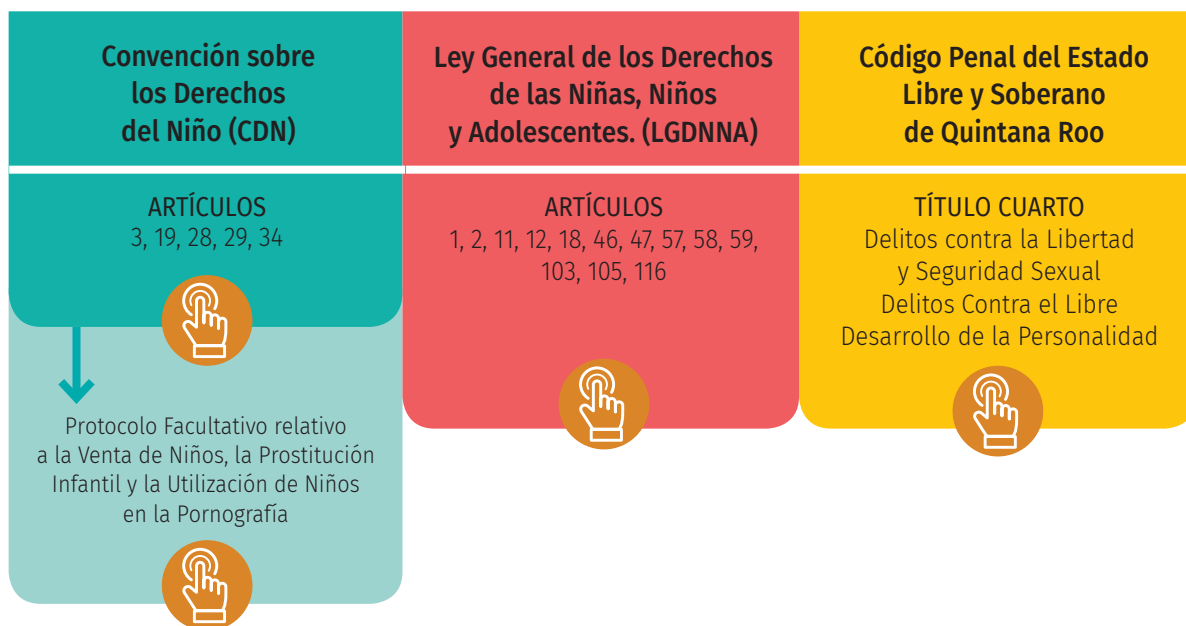 Convención sobre
los Derechos
del Niño (CDN)
ARTÍCULOS
3, 19, 28, 29, 34
Protocolo Facultativo relativo
a la Venta de Niños, la Prostitución
Infantil y la Utilización de Niños
en la Pornografía
Ley General de los Derechos
de las Niñas, Niños
y Adolescentes. (LGDNNA)
ARTÍCULOS
1, 2, 11, 12, 18, 46, 47, 57, 58, 59,
103, 105, 116
Código Penal del Estado
Libre y Soberano
de Quintana Roo
TÍTULO CUARTO
Delitos contra la Libertad
y Seguridad Sexual
Delitos Contra el Libre
Desarrollo de la Personalidad